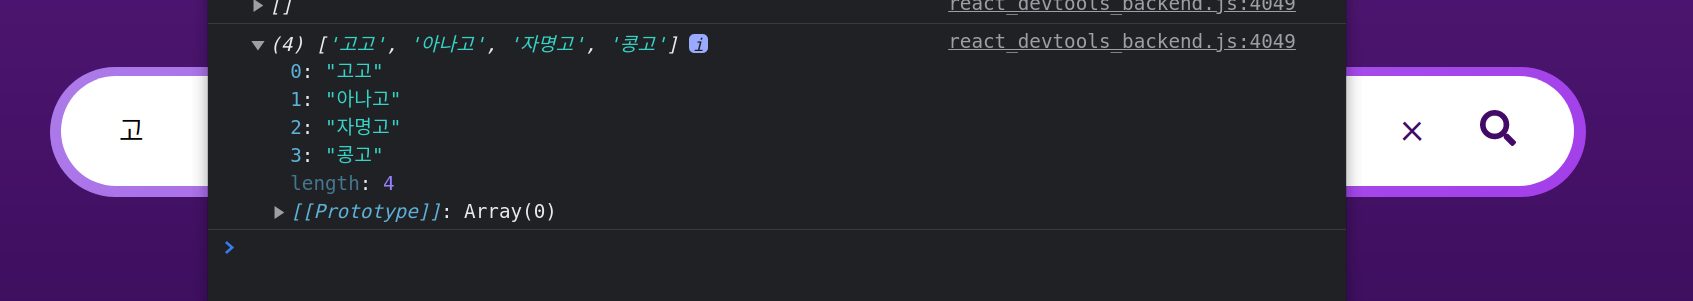 [] react_devtools_backend.js:4049
(4) ['고고', '아나고', '자명고', '콩고'] i react_devtools_backend.js:4049
0: "고고"
1: "아나고"
고
2: "자명고"
3: "콩고"
length: 4
[[Prototype]]: Array(0)